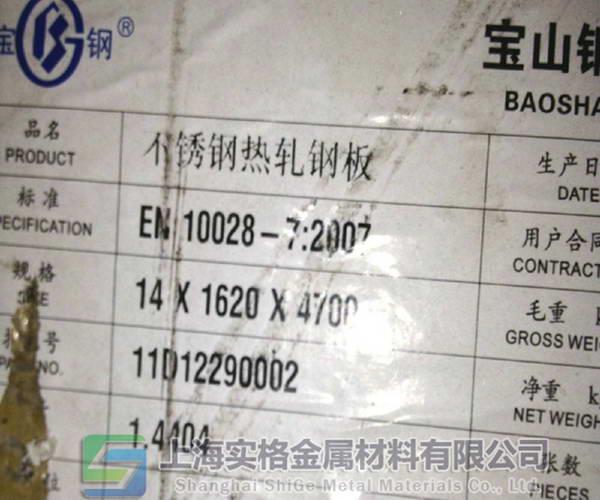 宝 钢®
宝山钢
BAOSHA
品名
PRODUCT
不锈钢热轧钢板
生产日
DATE
标准
SPECIFICATION
EN 10028-7:2007
用户合同
CONTRACT
规格
SIZE
14 X 1620 X 4700
毛重
GROSS WEI
号
NO.
11D12290002
净重 k
NET WEIGH
1.4404
张数
PIECES
上海实格金属材料有限公司
Shanghai ShiGe Metal Materials Co., Ltd